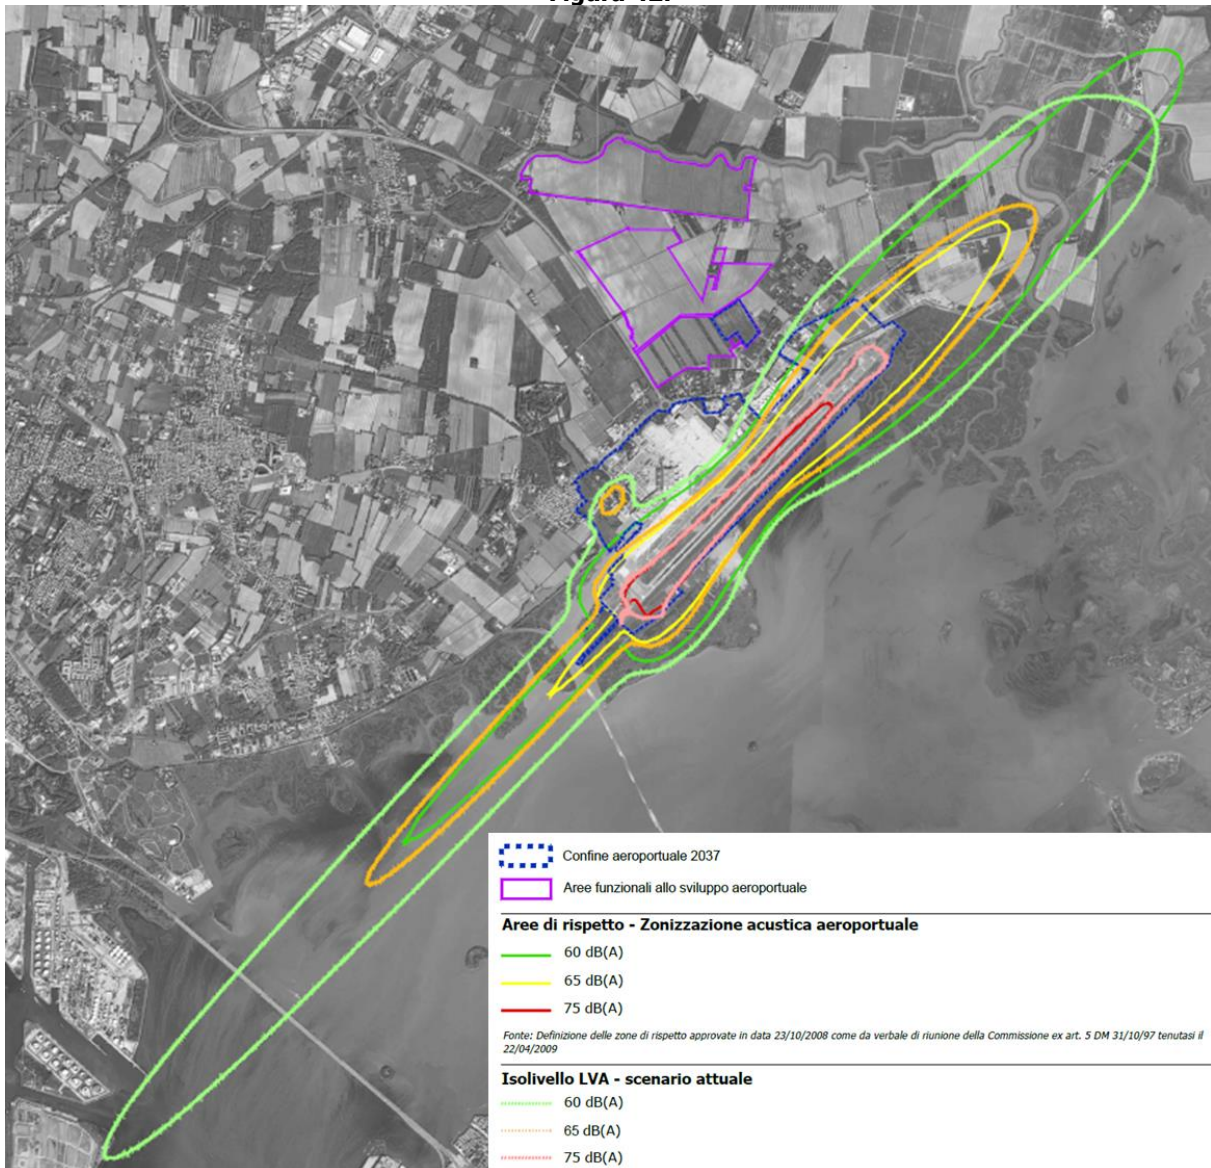 Confine aeroportuale 2037
Aree funzionali allo sviluppo aeroportuale
Aree di rispetto - Zonizzazione acustica aeroportuale
60 dB(A)
65 dB(A)
75 dB(A)
Fonte: Definizione delle zone di rispetto approvate in data 23/10/2008 come da verbale di riunione della Commissione ex art. 5 DM 31/10/97 tenutasi il
22/04/2009
Isolivello LVA - scenario attuale
60 dB(A)
65 dB(A)
75 dB(A)